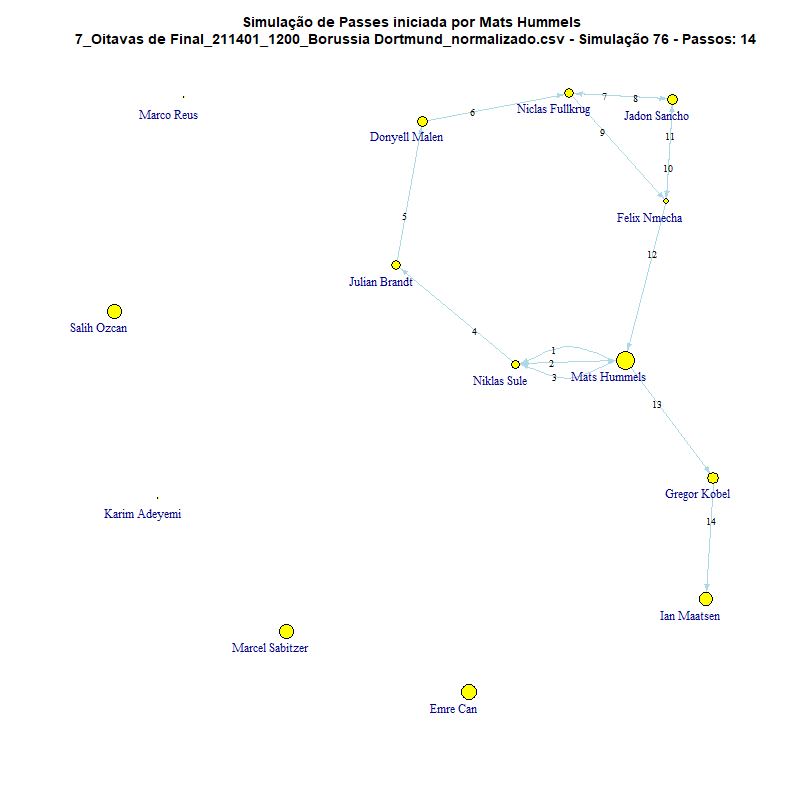 Simulação de Passes iniciada por Mats Hummels
7_Oitavas de Final_211401_1200_Borussia Dortmund_normalizado.csv - Simulação 76 - Passos: 14
Marco Reus
Niclas Fullkrug
7
8
Jadon Sancho
6
Donyell Malen
9
11
10
Felix Nmecha
5
12
Julian Brandt
Salih Ozcan
4
1
2
3
Niklas Sule
Mats Hummels
13
Gregor Kobel
Karim Adeyemi
14
Ian Maatsen
Marcel Sabitzer
Emre Can